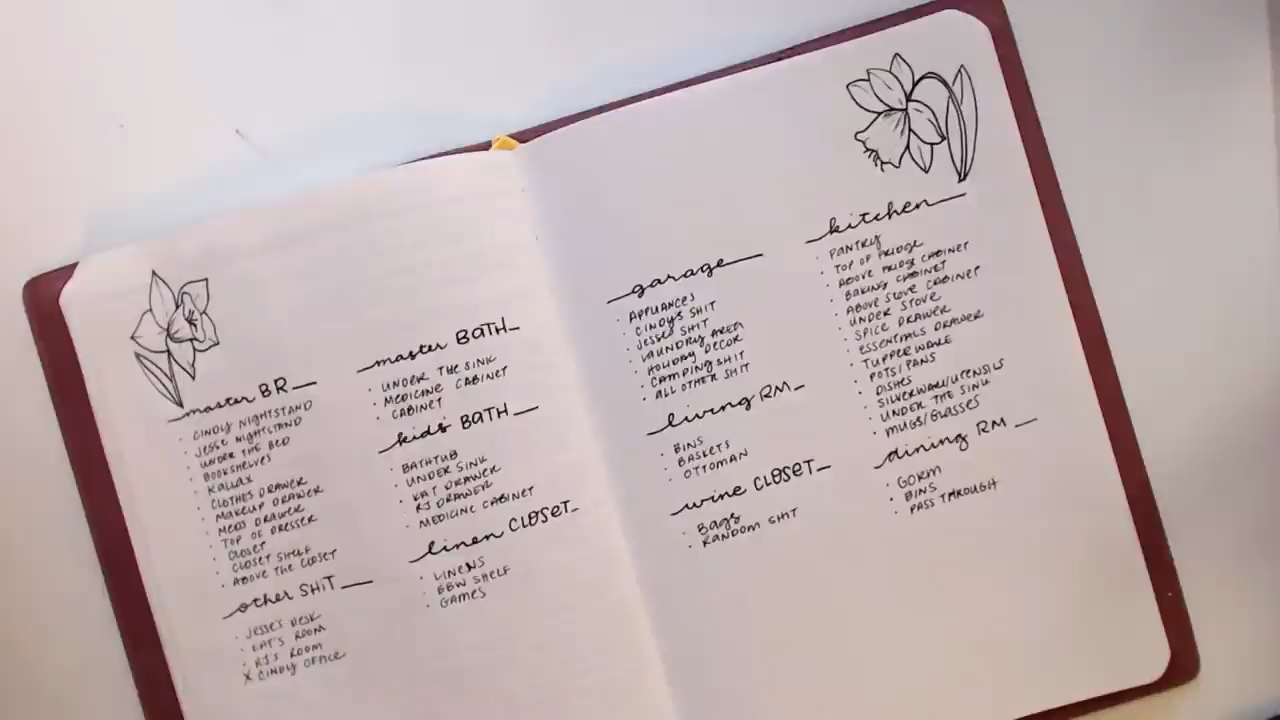 master BR
· CINDY NIGHTSTAND
· JESSE NIGHTSTAND
· UNDER THE BED
· BOOKSHELVES
· KALLAX
· CLOTHES DRAWER
· MAKEUP DRAWER
· MEDS DRAWER
· TOP OF DRESSER
· CLOSET
· CLOSET SHELF
· ABOVE THE CLOSET
other SHIT
· JESSE'S DESK
· KAT'S ROOM
· RJ'S ROOM
X CINDY OFFICE
master BATH
· UNDER THE SINK
· MEDICINE CABINET
· CABINET
kids BATH
· BATHTUB
· UNDER SINK
· KAT DRAWER
· RJ DRAWER
· MEDICINE CABINET
linen CLOSET
· LINENS
· BBW SHELF
· GAMES
garage
· APPLIANCES
· CINDY'S SHIT
· JESSE'S SHIT
· LAUNDRY AREA
· HOLIDAY DECOR
· CAMPING SHIT
· ALL OTHER SHIT
living RM
· BINS
· BASKETS
· OTTOMAN
wine CLOSET
· BAGS
· RANDOM SHIT
kitchen
· PANTRY
· TOP OF FRIDGE
· ABOVE FRIDGE CABINET
· BAKING CABINET
· ABOVE STOVE CABINET
· UNDER STOVE
· SPICE DRAWER
· ESSENTIALS DRAWER
· TUPPERWARE
· POTS/PANS
· DISHES
· SILVERWARE/UTENSILS
· UNDER THE SINK
· MUGS/GLASSES
dining RM
· GORM
· BINS
· PASS THROUGH